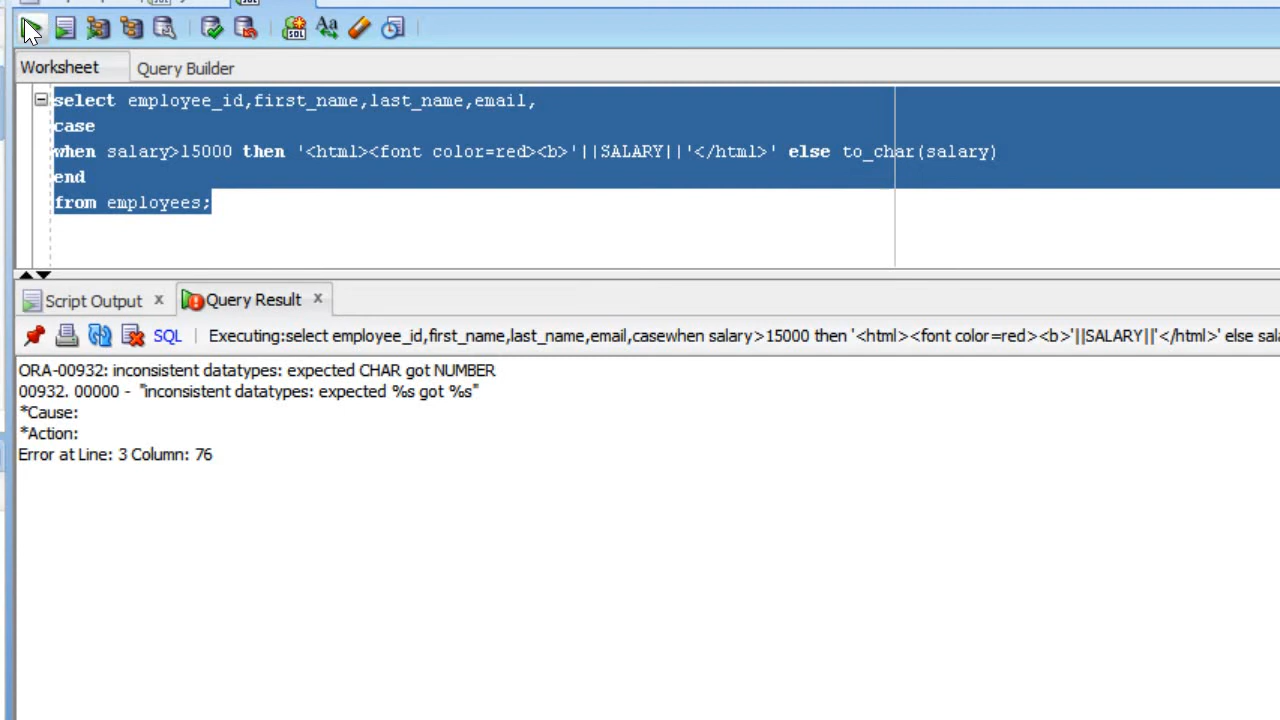 Worksheet
Query Builder
select employee_id,first_name,last_name,email,
case
when salary>15000 then '<html><font color=red><b>'||SALARY||'</html>' else to_char(salary)
end
from employees;
Script Output x
Query Result x
SQL | Executing:select employee_id,first_name,last_name,email,casewhen salary>15000 then '<html><font color=red><b>'||SALARY||'</html>' else sala
ORA-00932: inconsistent datatypes: expected CHAR got NUMBER
00932. 00000 - "inconsistent datatypes: expected %s got %s"
*Cause:
*Action:
Error at Line: 3 Column: 76